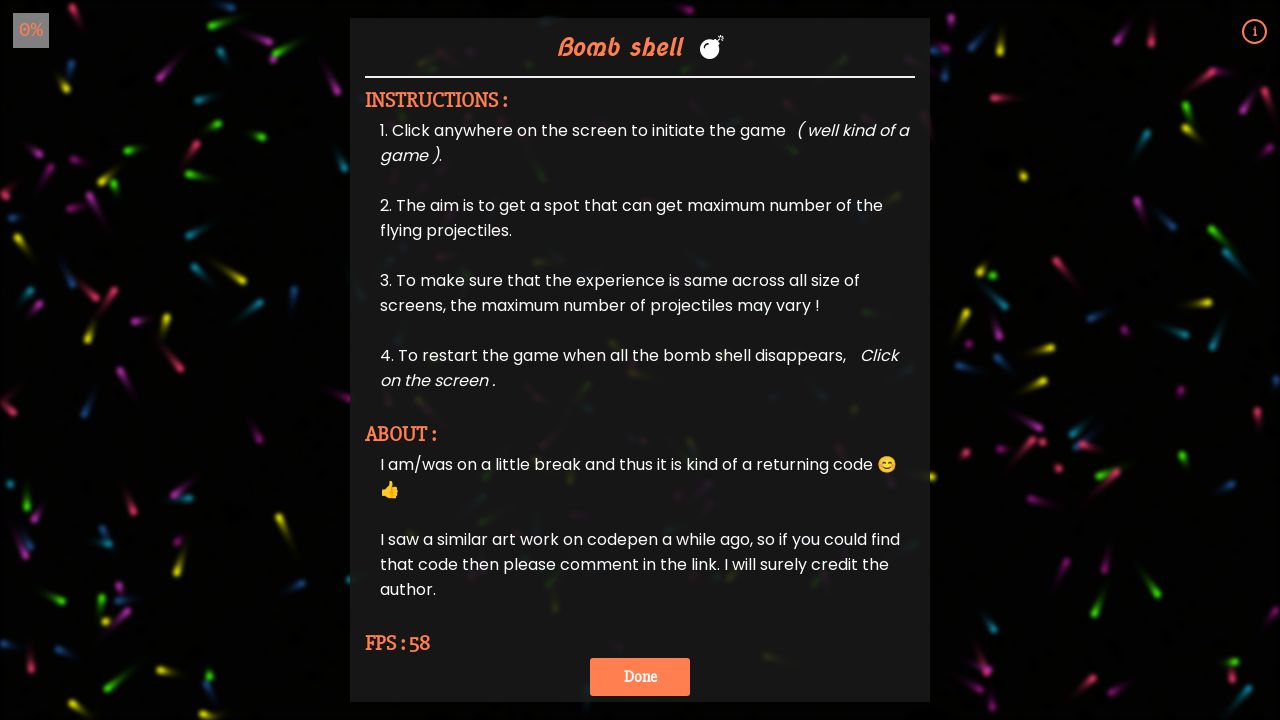 0%
i
Bomb shell 💣
INSTRUCTIONS :
1. Click anywhere on the screen to initiate the game ( well kind of a
game ).
2. The aim is to get a spot that can get maximum number of the
flying projectiles.
3. To make sure that the experience is same across all size of
screens, the maximum number of projectiles may vary !
4. To restart the game when all the bomb shell disappears, Click
on the screen .
ABOUT :
I am/was on a little break and thus it is kind of a returning code 😊
👍
I saw a similar art work on codepen a while ago, so if you could find
that code then please comment in the link. I will surely credit the
author.
FPS : 58
Done